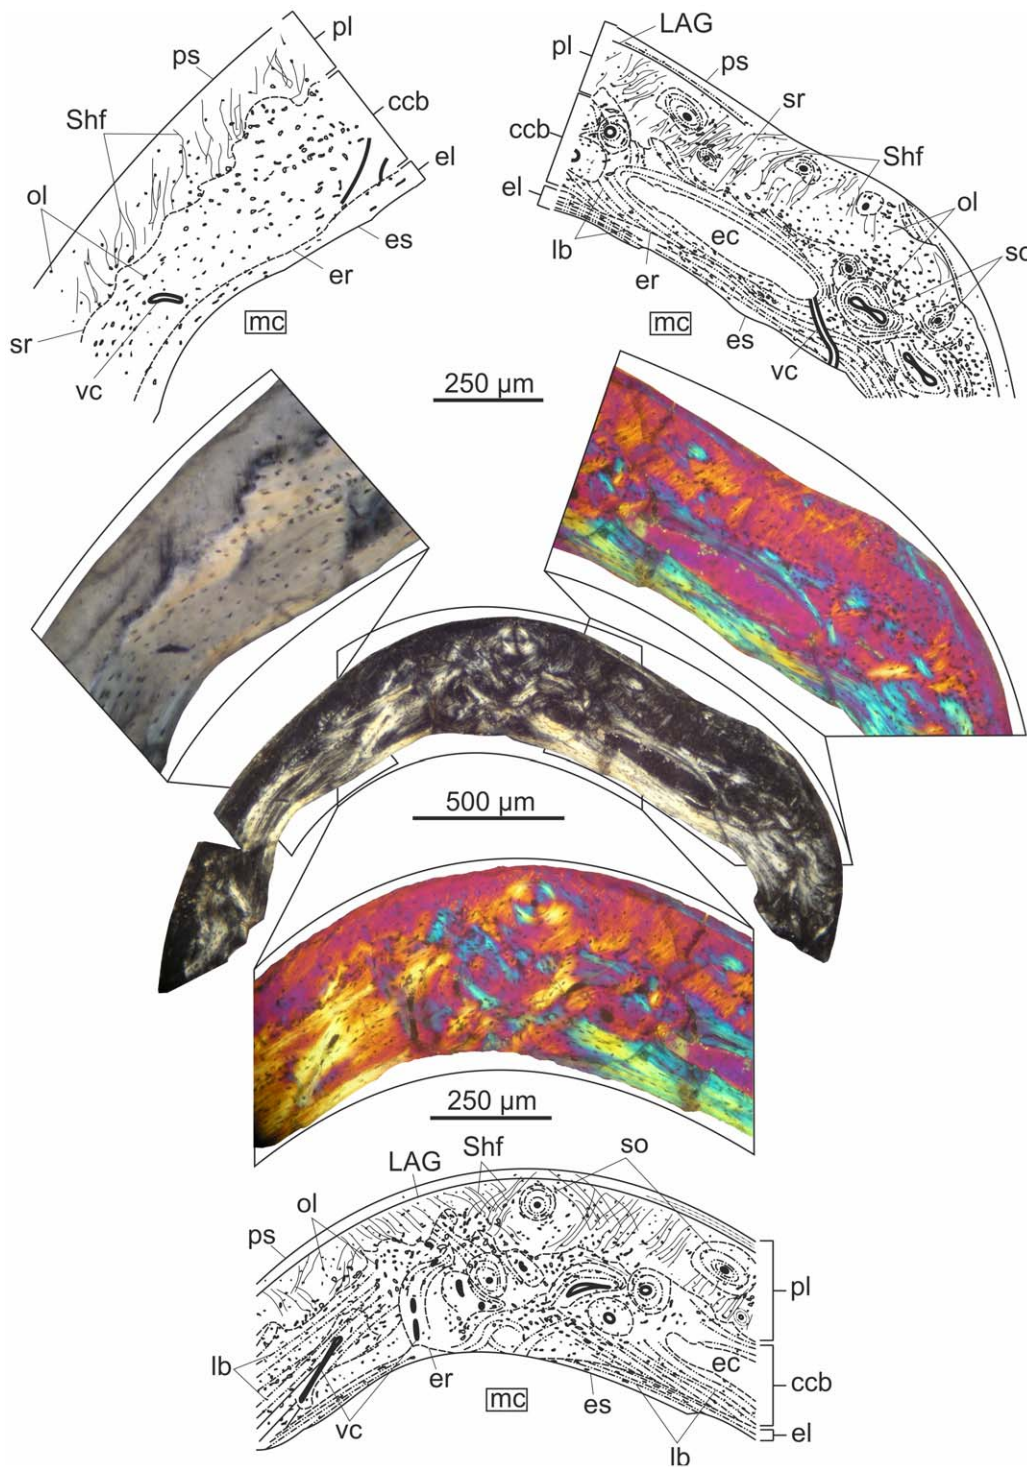 pl
ps
Shf
ccb
el
ol
es
er
mc
sr
vc
LAG
pl
ps
sr
ccb
Shf
el
ol
ec
so
lb
er
mc
es
vc
250 µm
500 µm
250 µm
so
Shf
LAG
ol
ps
pl
lb
ec
er
mc
es
ccb
vc
lb
el